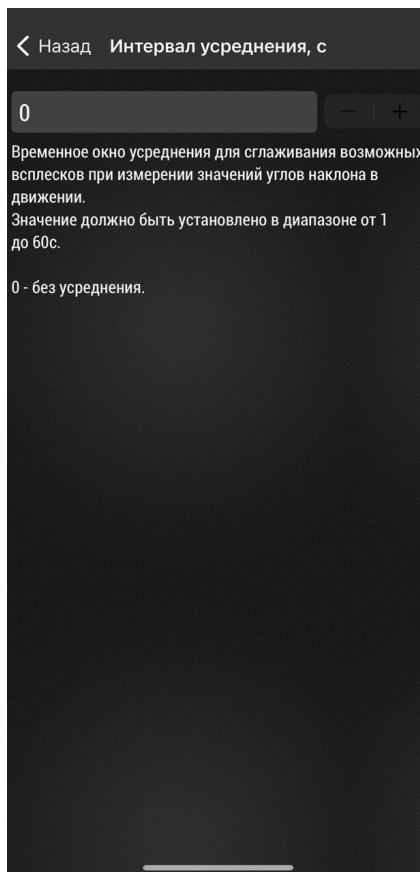 Назад Интервал усреднения, с
0 − +
Временное окно усреднения для сглаживания возможных
всплесков при измерении значений углов наклона в
движении.
Значение должно быть установлено в диапазоне от 1
до 60с.
0 - без усреднения.